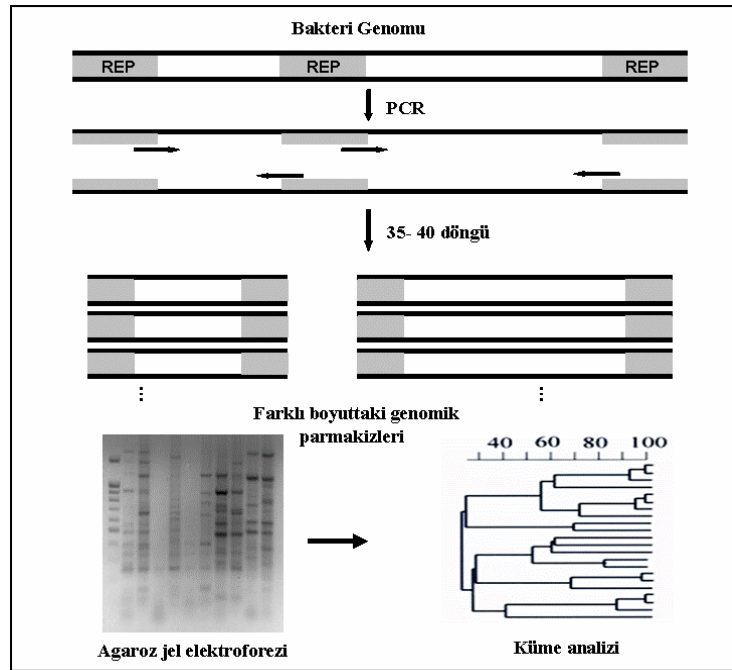 Bakteri Genomu
REP REP REP
PCR
35- 40 döngü
Farklı boyuttaki genomik
parmakizleri
40 60 80 100
Agaroz jel elektroforezi
Küme analizi